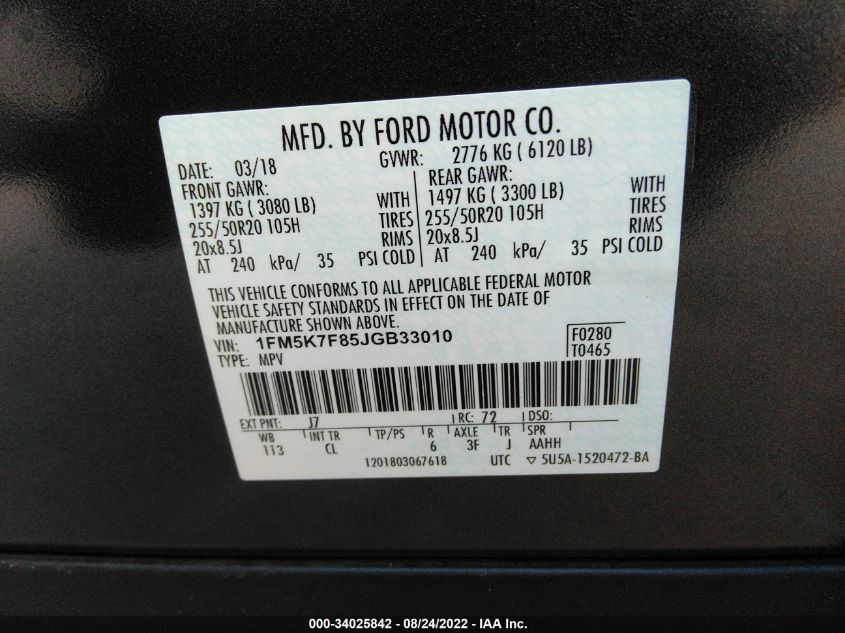 MFD. BY FORD MOTOR CO.
DATE: 03/18 GVWR: 2776 KG ( 6120 LB)
FRONT GAWR: REAR GAWR:
1397 KG ( 3080 LB) WITH 1497 KG ( 3300 LB) WITH
255/50R20 105H TIRES 255/50R20 105H TIRES
20x8.5J RIMS 20x8.5J RIMS
AT 240 kPa/ 35 PSI COLD AT 240 kPa/ 35 PSI COLD
THIS VEHICLE CONFORMS TO ALL APPLICABLE FEDERAL MOTOR
VEHICLE SAFETY STANDARDS IN EFFECT ON THE DATE OF
MANUFACTURE SHOWN ABOVE.
VIN: 1FM5K7F85JGB33010 F0280
TYPE: MPV T0465
EXT PNT: J7 RC: 72 DSO:
WB INT TR TP/PS R AXLE TR SPR
113 CL 6 3F J AAHH
1201803067618 UTC ▽ 5U5A-1520472-BA
000-34025842 - 08/24/2022 - IAA Inc.